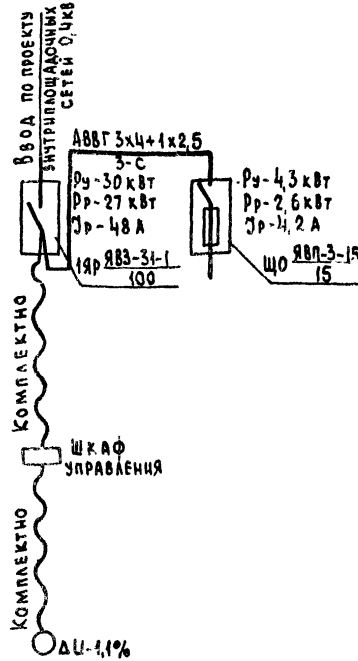 Ввод по проекту
внутриплощадочных
сетей 0,4кв
АВВГ 3х4+1х2,5
3-С
Ру-30 кВт
Рр-27 кВт
Jр-48 А
1ЯР ЯВЗ-31-1
100
Ру-4,3 кВт
Рр-2,6 кВт
Jр-4,2 А
ЩО ЯВП-3-15
15
Комплектно
Шкаф
управления
Комплектно
ΔU-1,1%